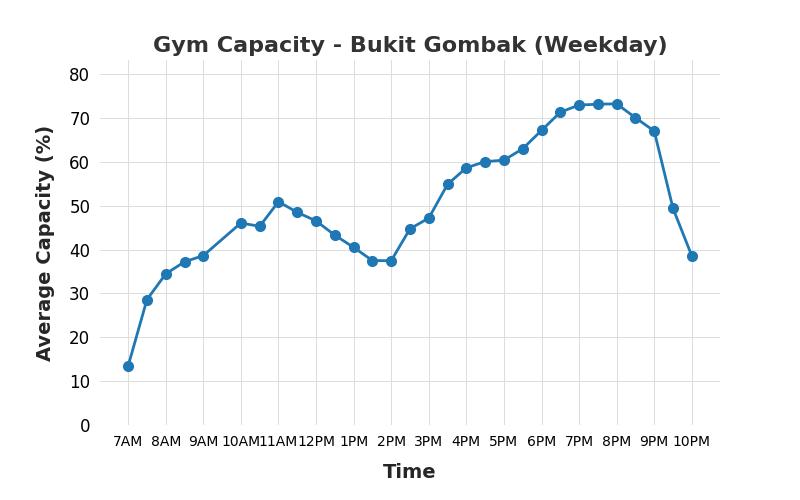 Gym Capacity - Bukit Gombak (Weekday)
80
70
60
50
40
30
20
10
0
Average Capacity (%)
7AM 8AM 9AM 10AM 11AM 12PM 1PM 2PM 3PM 4PM 5PM 6PM 7PM 8PM 9PM 10PM
Time